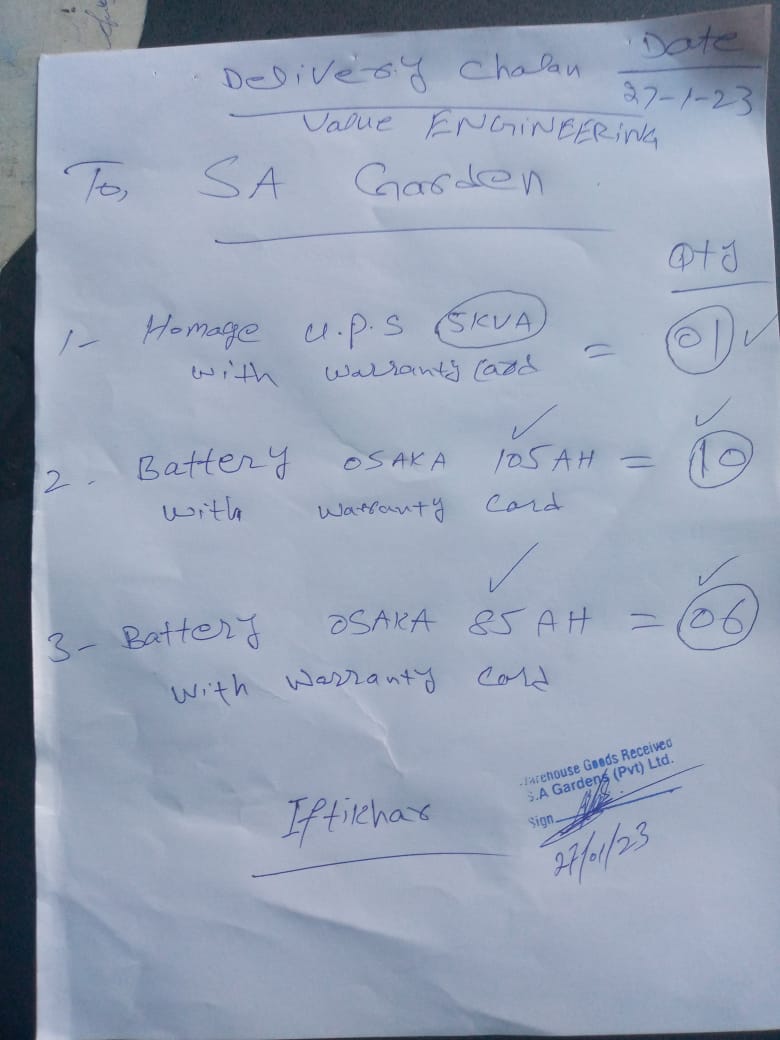 Delivery Chalan
Date
27-1-23
Value ENGINEERING
To, SA Garden
Qty
1- Homage U.P.S 5KVA = 01
with warranty Card
2. Battery OSAKA 105 AH = 10
with warranty Card
3- Battery OSAKA 85 AH = 06
with warranty Card
Warehouse Goods Received
S.A Gardens (Pvt) Ltd.
Sign
27/01/23
Iftikhar